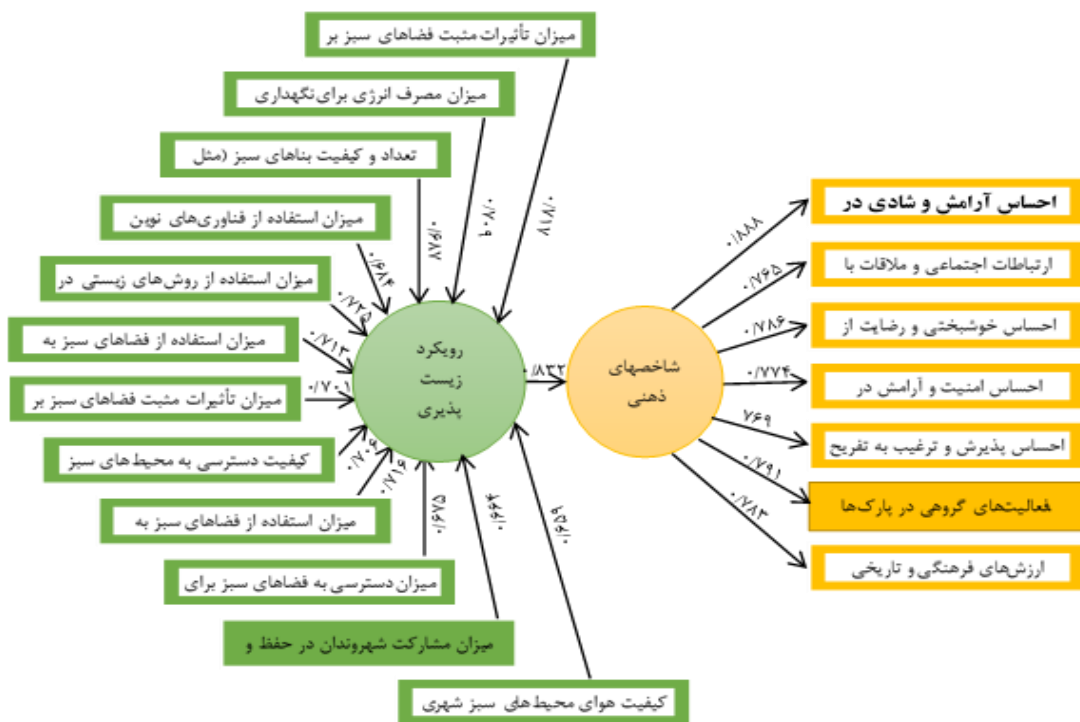 میزان تأثیرات مثبت فضاهای سبز بر
میزان مصرف انرژی برای نگهداری
تعداد و کیفیت بناهای سبز (مثل
میزان استفاده از فناوری‌های نوین
میزان استفاده از روش‌های زیستی در
میزان استفاده از فضاهای سبز به
میزان تأثیرات مثبت فضاهای سبز بر
کیفیت دسترسی به محیط‌های سبز
میزان استفاده از فضاهای سبز به
میزان دسترسی به فضاهای سبز برای
میزان مشارکت شهروندان در حفظ و
کیفیت هوای محیط‌های سبز شهری
۰/۷۱۷
۰/۷۰۹
۰/۶۸۷
۰/۶۸۴
۰/۷۲۵
۰/۷۱۳
۰/۷۰۱
۰/۷۰۶
۰/۷۱۶
۰/۶۷۵
۰/۶۶۴
۰/۶۵۹
رویکرد
زیست
پذیری
۰/۸۳۲
شاخصهای
ذهنی
۰/۸۸۸
۰/۷۶۵
۰/۷۸۶
۰/۷۷۴
۷۶۹
۰/۷۹۱
۰/۷۸۳
احساس آرامش و شادی در
ارتباطات اجتماعی و ملاقات با
احساس خوشبختی و رضایت از
احساس امنیت و آرامش در
احساس پذیرش و ترغیب به تفریح
فعالیت‌های گروهی در پارک‌ها
ارزش‌های فرهنگی و تاریخی